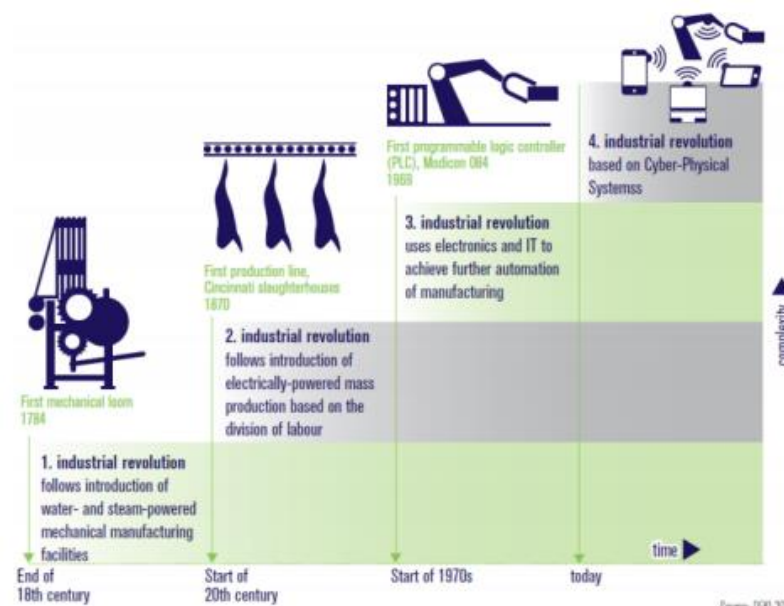 4. industrial revolution
based on Cyber-Physical
Systemss
First programmable logic controller
(PLC), Modicon 084
1969
3. industrial revolution
uses electronics and IT to
achieve further automation
of manufacturing
First production line,
Cincinnati slaughterhouses
1870
2. industrial revolution
follows introduction of
electrically-powered mass
production based on the
division of labour
First mechanical loom
1784
1. industrial revolution
follows introduction of
water- and steam-powered
mechanical manufacturing
facilities
complexity
time
End of
18th century
Start of
20th century
Start of 1970s
today